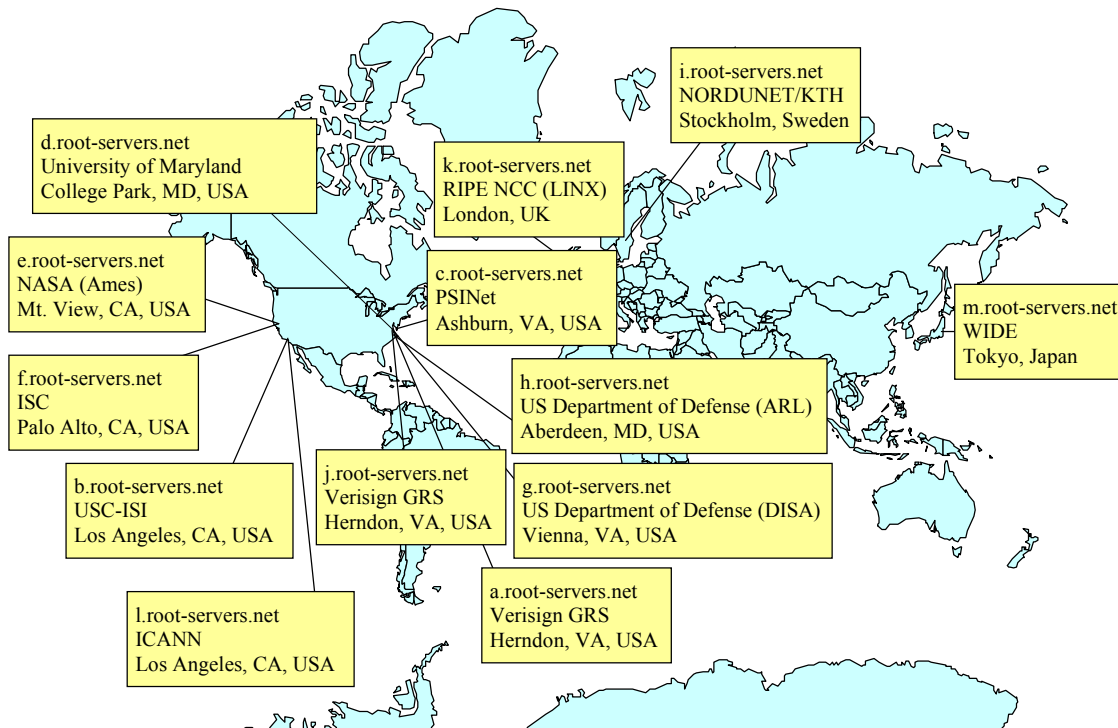 i.root-servers.net
NORDUNET/KTH
Stockholm, Sweden
d.root-servers.net
University of Maryland
College Park, MD, USA
k.root-servers.net
RIPE NCC (LINX)
London, UK
e.root-servers.net
NASA (Ames)
Mt. View, CA, USA
c.root-servers.net
PSINet
Ashburn, VA, USA
m.root-servers.net
WIDE
Tokyo, Japan
f.root-servers.net
ISC
Palo Alto, CA, USA
h.root-servers.net
US Department of Defense (ARL)
Aberdeen, MD, USA
b.root-servers.net
USC-ISI
Los Angeles, CA, USA
j.root-servers.net
Verisign GRS
Herndon, VA, USA
g.root-servers.net
US Department of Defense (DISA)
Vienna, VA, USA
l.root-servers.net
ICANN
Los Angeles, CA, USA
a.root-servers.net
Verisign GRS
Herndon, VA, USA